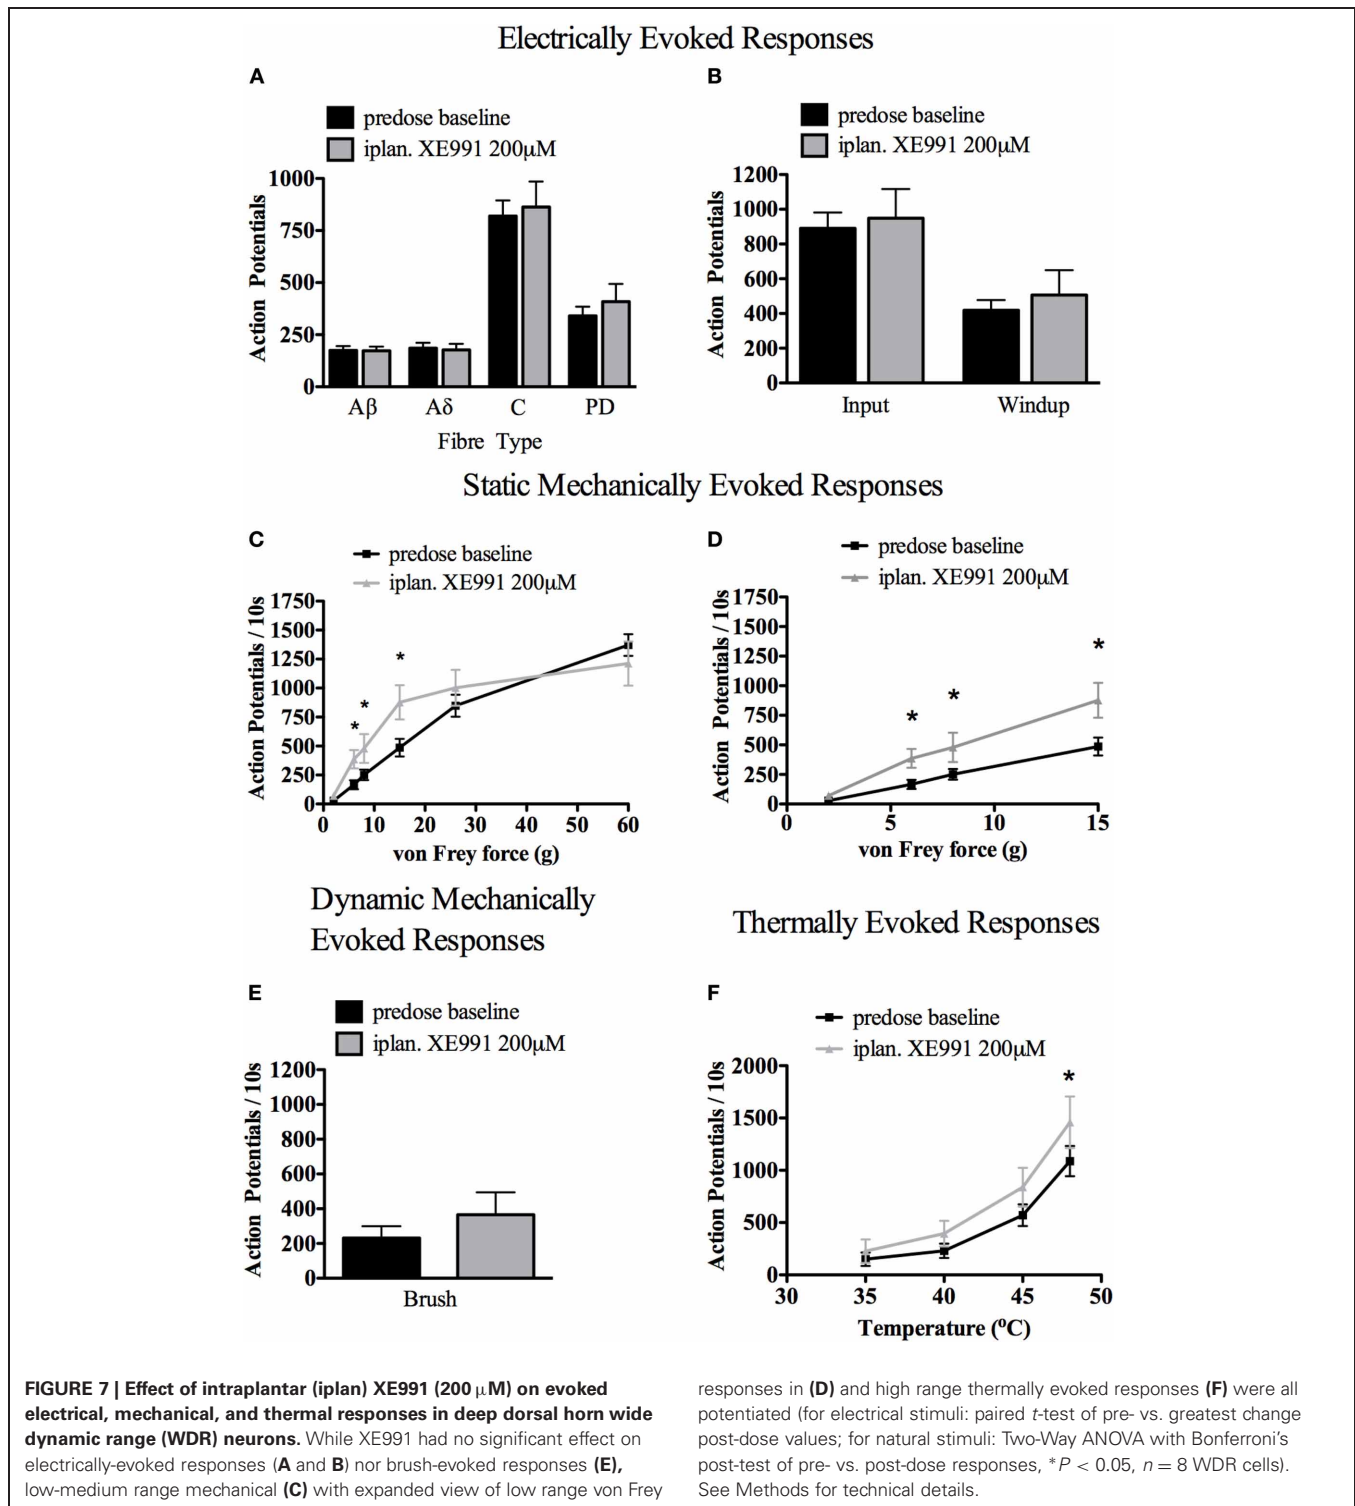 Electrically Evoked Responses
A
predose baseline
iplan. XE991 200µM
Action Potentials
1000
750
500
250
0
Aβ Aδ C PD
Fibre Type
B
predose baseline
iplan. XE991 200µM
Action Potentials
1200
1000
800
600
400
200
0
Input Windup
Static Mechanically Evoked Responses
C
predose baseline
iplan. XE991 200µM
Action Potentials / 10s
1750
1500
1250
1000
750
500
250
0
* * *
0 10 20 30 40 50 60
von Frey force (g)
D
predose baseline
iplan. XE991 200µM
Action Potentials / 10s
1750
1500
1250
1000
750
500
250
0
* * *
0 5 10 15
von Frey force (g)
Dynamic Mechanically
Evoked Responses
E
predose baseline
iplan. XE991 200µM
Action Potentials / 10s
1200
1000
800
600
400
200
0
Brush
Thermally Evoked Responses
F
predose baseline
iplan. XE991 200µM
Action Potentials / 10s
2000
1500
1000
500
0
*
30 35 40 45 50
Temperature (°C)
FIGURE 7 | Effect of intraplantar (iplan) XE991 (200 µM) on evoked
electrical, mechanical, and thermal responses in deep dorsal horn wide
dynamic range (WDR) neurons. While XE991 had no significant effect on
electrically-evoked responses (A and B) nor brush-evoked responses (E),
low-medium range mechanical (C) with expanded view of low range von Frey
responses in (D) and high range thermally evoked responses (F) were all
potentiated (for electrical stimuli: paired t-test of pre- vs. greatest change
post-dose values; for natural stimuli: Two-Way ANOVA with Bonferroni's
post-test of pre- vs. post-dose responses, *P < 0.05, n = 8 WDR cells).
See Methods for technical details.